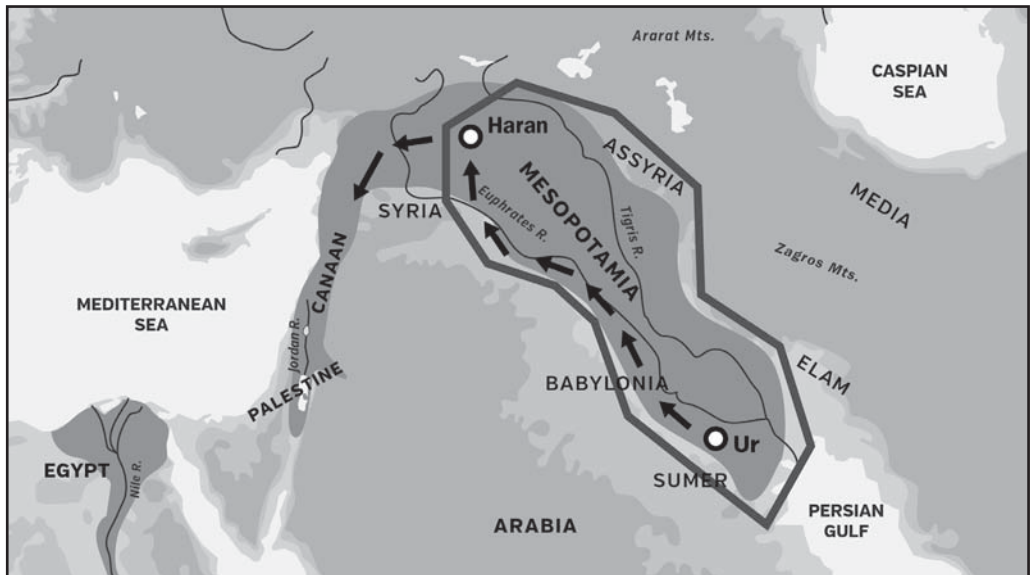 Ararat Mts.
CASPIAN
SEA
Haran
ASSYRIA
MESOPOTAMIA
MEDIA
SYRIA
Euphrates R.
Tigris R.
Zagros Mts.
CANAAN
MEDITERRANEAN
SEA
Jordan R.
PALESTINE
BABYLONIA
ELAM
Ur
EGYPT
Nile R.
SUMER
ARABIA
PERSIAN
GULF